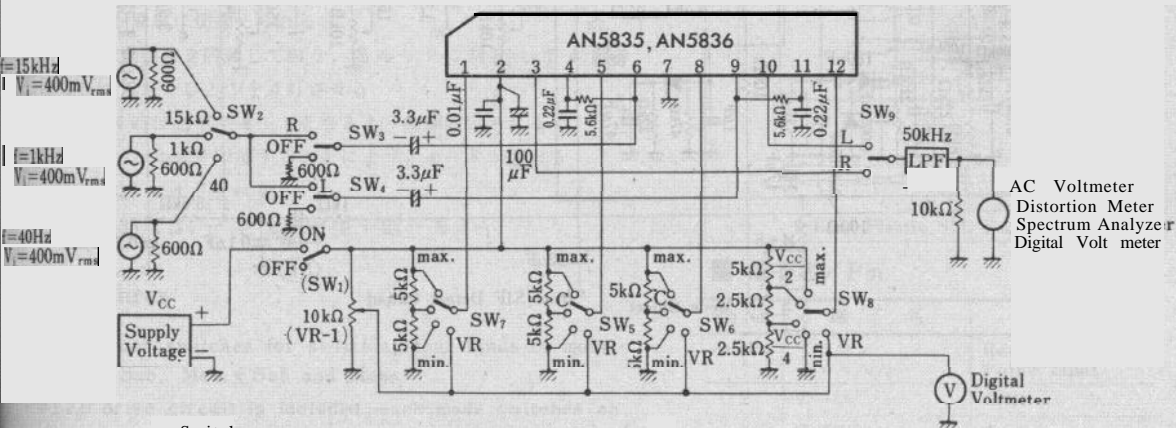 AN5835, AN5836
1 2 3 4 5 6 7 8 9 10 11 12
f=15kHz
Vi=400mVrms
600Ω
15kΩ
SW2
1kΩ
f=1kHz
Vi=400mVrms
600Ω
40
f=40Hz
Vi=400mVrms
600Ω
R
OFF
SW3
600Ω
L
OFF
SW4
600Ω
ON
OFF
(SW1)
3.3μF
- +
3.3μF
- +
0.01μF
100
μF
0.22μF
5.6kΩ
5.6kΩ
0.22μF
SW9
L
R
50kHz
LPF
10kΩ
AC Voltmeter
Distortion Meter
Spectrum Analyzer
Digital Volt meter
VCC
+
Supply
Voltage
-
10kΩ
(VR-1)
max.
5kΩ
5kΩ
SW7
min.
VR
max.
5kΩ
5kΩ
SW5
min.
VR
max.
5kΩ
5kΩ
SW6
min.
VR
5kΩ
VCC
2
max.
2.5kΩ
SW8
2.5kΩ
VCC
4
min.
VR
V
Digital
Voltmeter